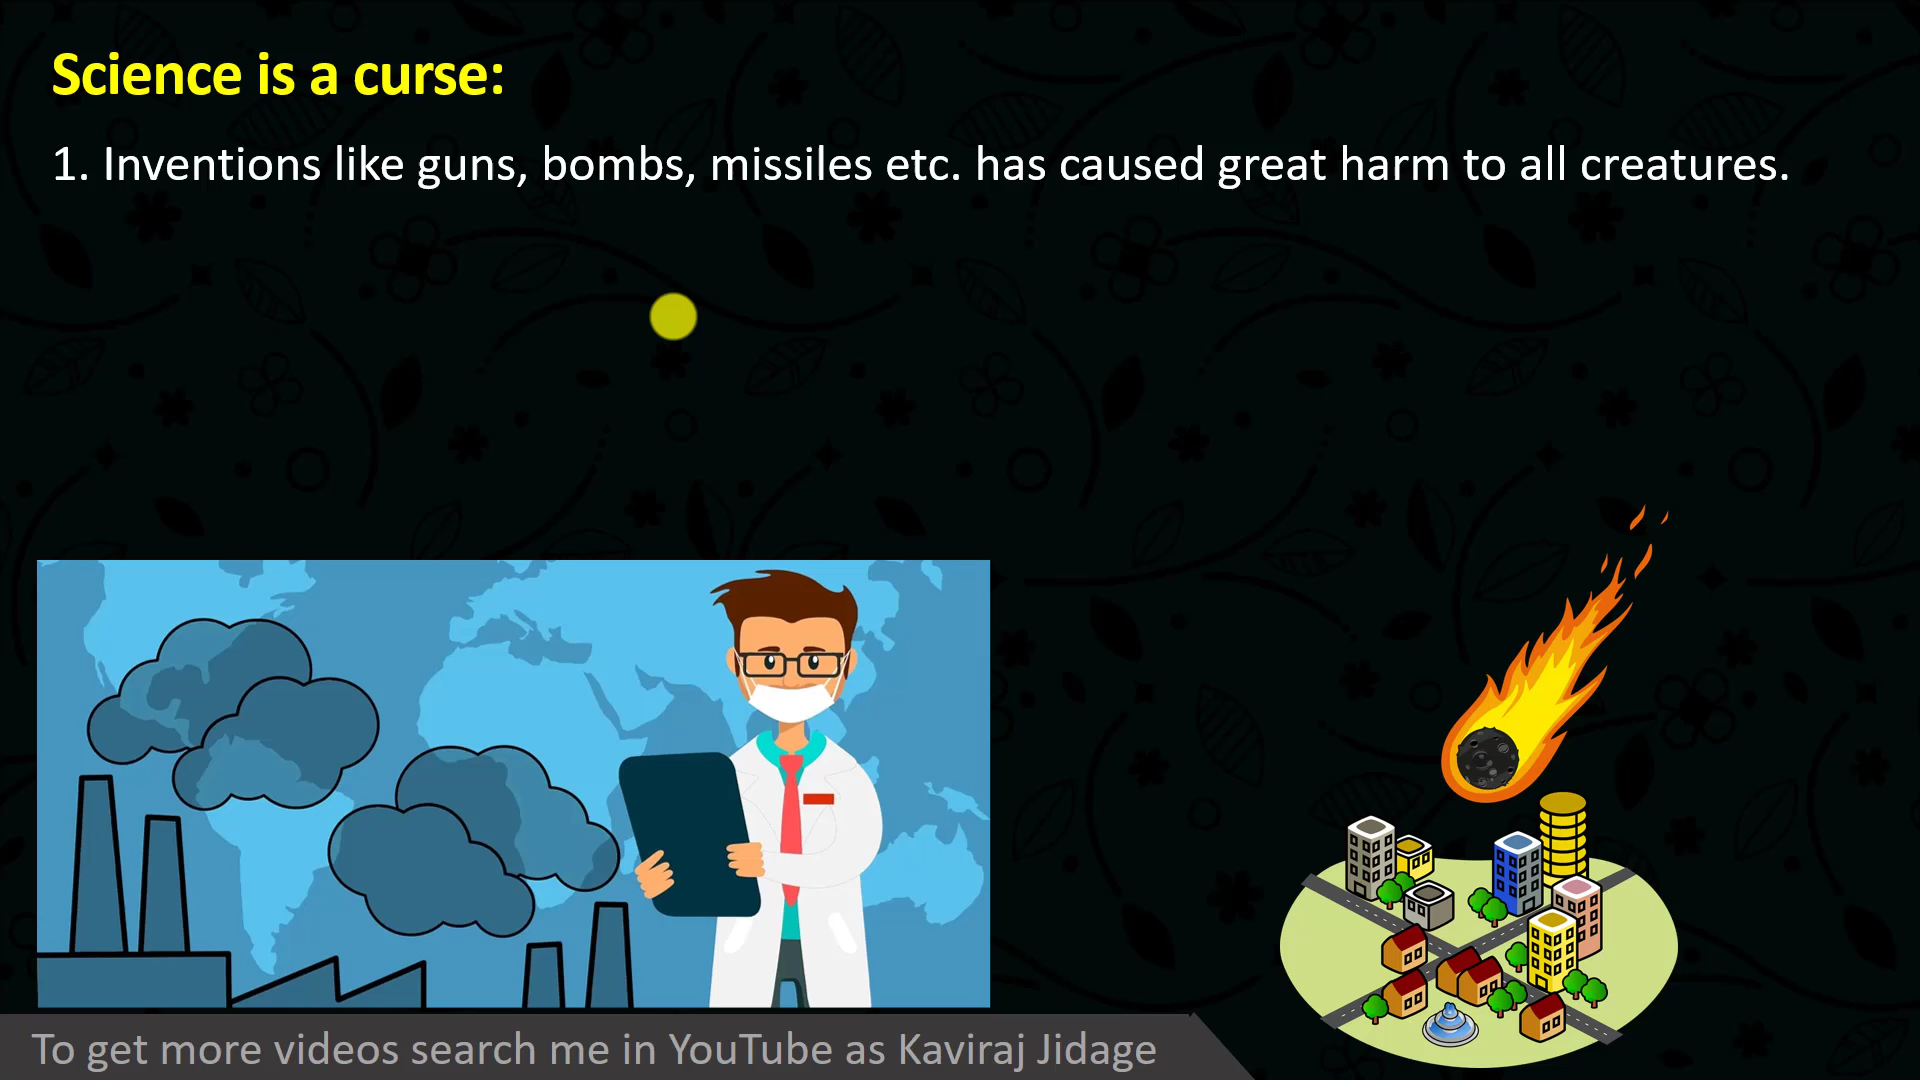 Science is a curse:
1. Inventions like guns, bombs, missiles etc. has caused great harm to all creatures.
To get more videos search me in YouTube as Kaviraj Jidage